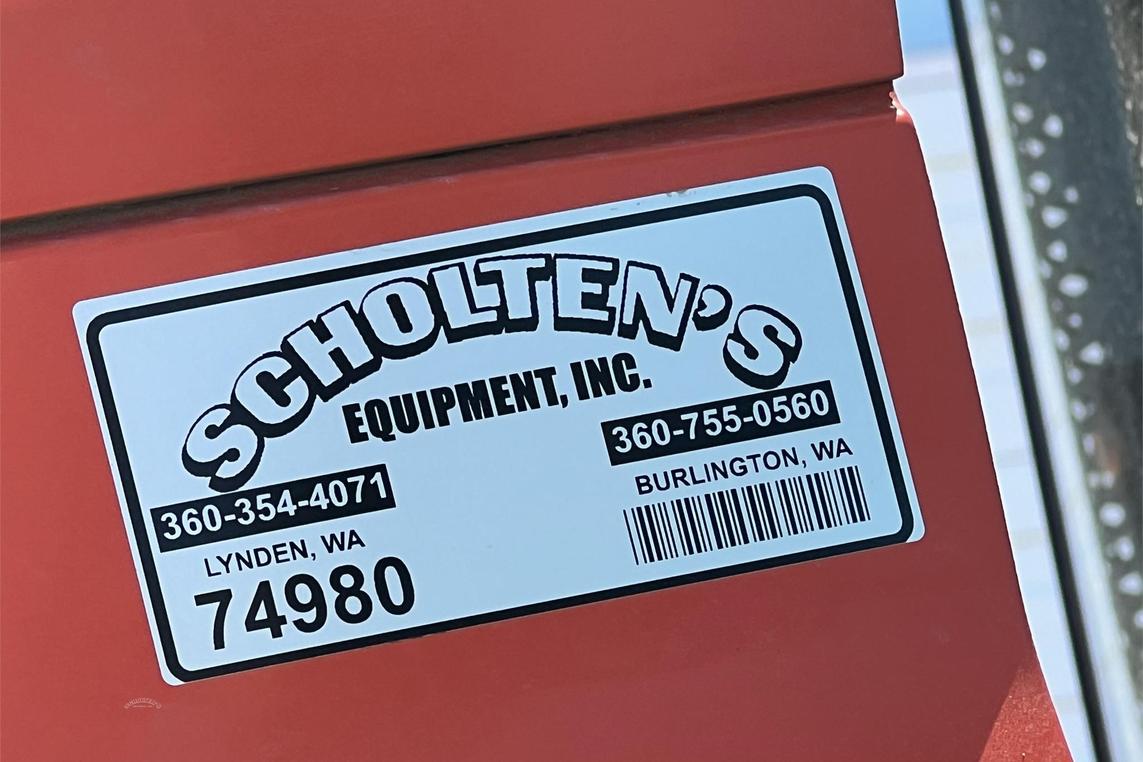 SCHOLTEN'S
EQUIPMENT, INC.
360-354-4071
LYNDEN, WA
74980
360-755-0560
BURLINGTON, WA